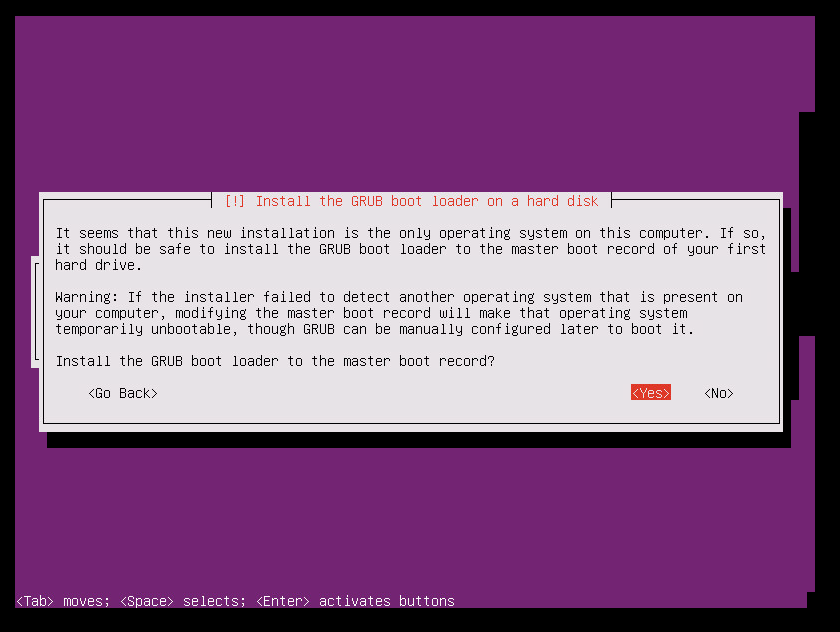 [!] Install the GRUB boot loader on a hard disk
It seems that this new installation is the only operating system on this computer. If so,
it should be safe to install the GRUB boot loader to the master boot record of your first
hard drive.
Warning: If the installer failed to detect another operating system that is present on
your computer, modifying the master boot record will make that operating system
temporarily unbootable, though GRUB can be manually configured later to boot it.
Install the GRUB boot loader to the master boot record?
<Go Back> <Yes> <No>
<Tab> moves; <Space> selects; <Enter> activates buttons